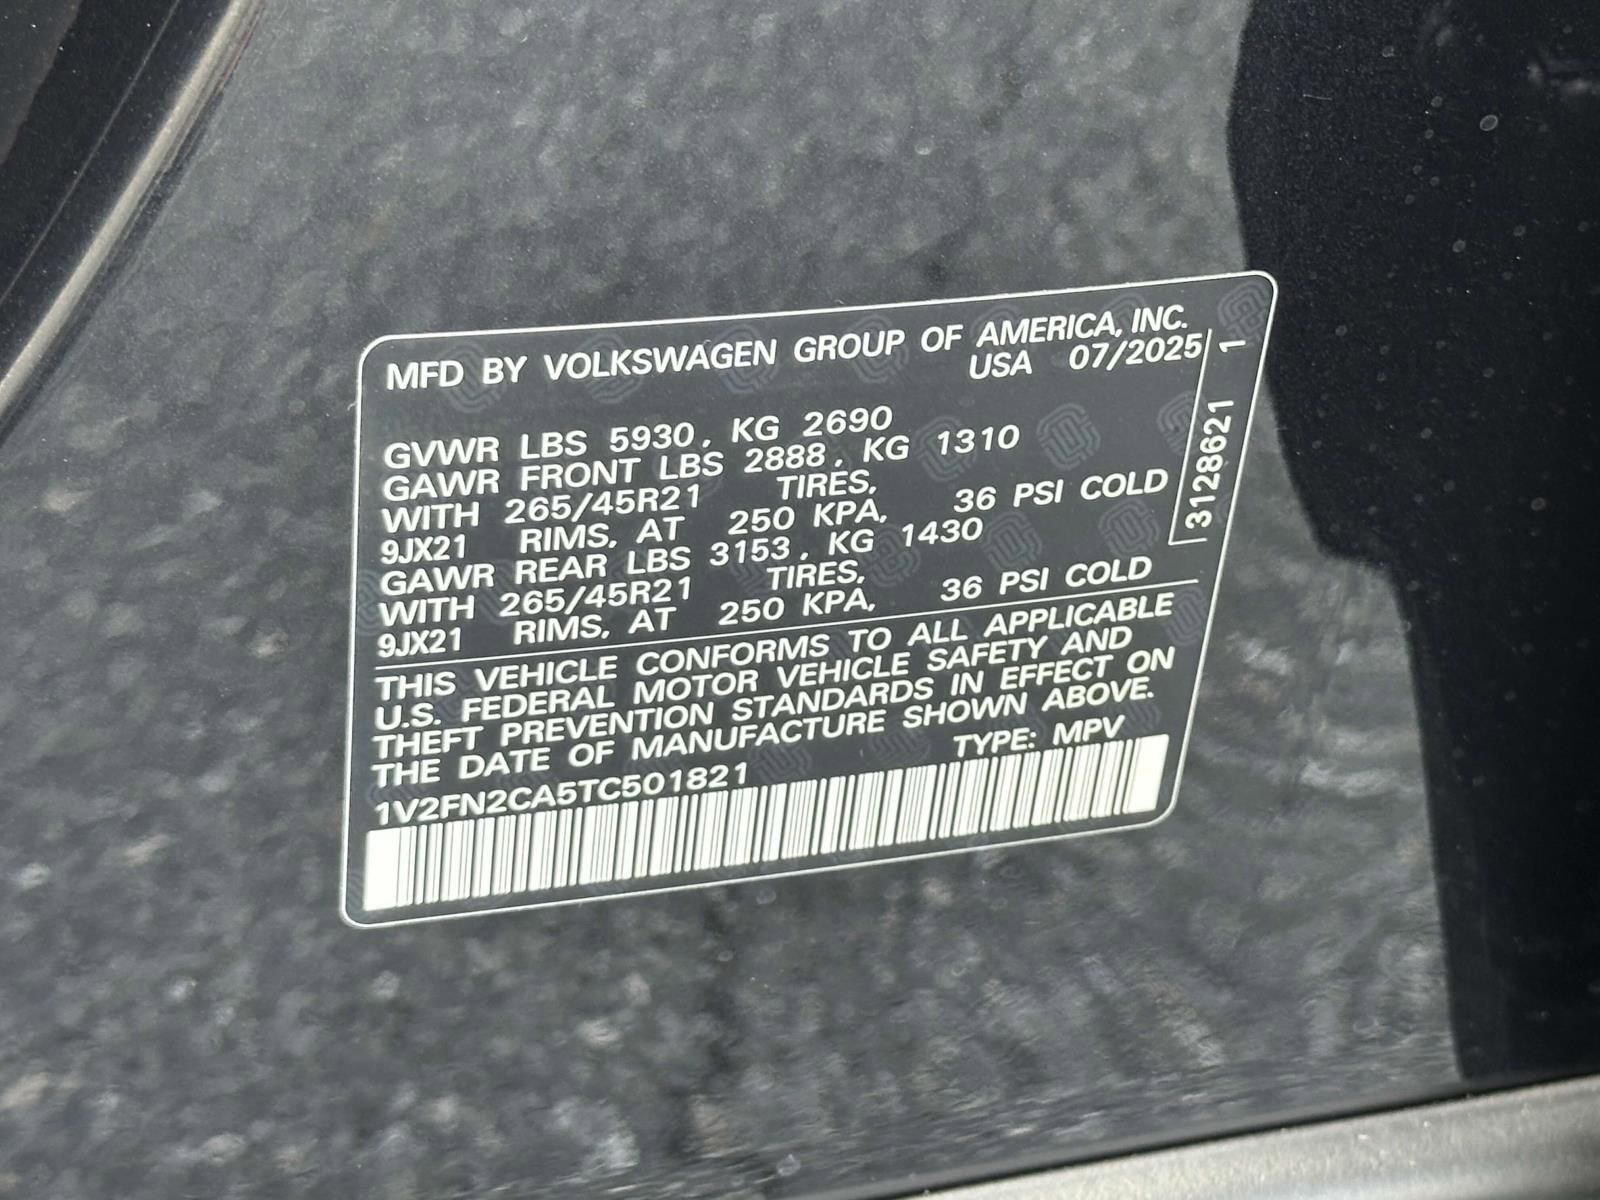 MFD BY VOLKSWAGEN GROUP OF AMERICA, INC.
USA 07/2025
GVWR LBS 5930, KG 2690
GAWR FRONT LBS 2888, KG 1310
WITH 265/45R21 TIRES,
9JX21 RIMS, AT 250 KPA, 36 PSI COLD
GAWR REAR LBS 3153, KG 1430
WITH 265/45R21 TIRES,
9JX21 RIMS, AT 250 KPA, 36 PSI COLD
THIS VEHICLE CONFORMS TO ALL APPLICABLE
U.S. FEDERAL MOTOR VEHICLE SAFETY AND
THEFT PREVENTION STANDARDS IN EFFECT ON
THE DATE OF MANUFACTURE SHOWN ABOVE.
TYPE: MPV
1V2FN2CA5TC501821
3128621 1